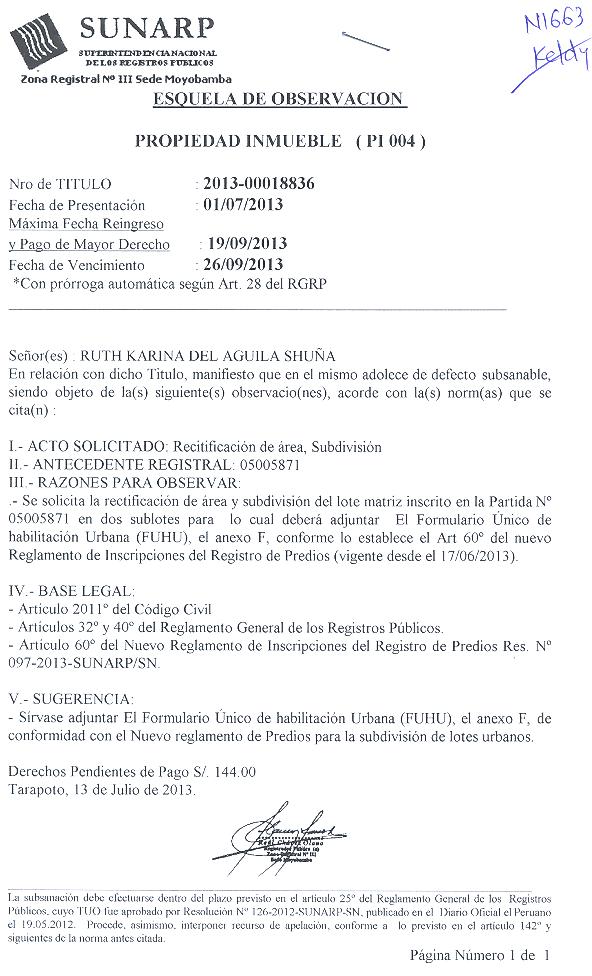 SUNARP
SUPERINTENDENCIA NACIONAL
DE LOS REGISTROS PUBLICOS
Zona Registral Nº III Sede Moyobamba
N1663
Keldy
ESQUELA DE OBSERVACION
PROPIEDAD INMUEBLE ( PI 004 )
Nro de TITULO : 2013-00018836
Fecha de Presentación : 01/07/2013
Máxima Fecha Reingreso
y Pago de Mayor Derecho : 19/09/2013
Fecha de Vencimiento : 26/09/2013
*Con prórroga automática según Art. 28 del RGRP
Señor(es) : RUTH KARINA DEL AGUILA SHUÑA
En relación con dicho Titulo, manifiesto que en el mismo adolece de defecto subsanable,
siendo objeto de la(s) siguiente(s) observacio(nes), acorde con la(s) norm(as) que se
cita(n) :
I.- ACTO SOLICITADO: Recitificación de área, Subdivisión
II.- ANTECEDENTE REGISTRAL: 05005871
III.- RAZONES PARA OBSERVAR:
.- Se solicita la rectificación de área y subdivisión del lote matriz inscrito en la Partida Nº
05005871 en dos sublotes para lo cual deberá adjuntar El Formulario Único de
habilitación Urbana (FUHU), el anexo F, conforme lo establece el Art 60º del nuevo
Reglamento de Inscripciones del Registro de Predios (vigente desde el 17/06/2013).
IV.- BASE LEGAL:
- Artículo 2011º del Código Civil
- Artículos 32º y 40º del Reglamento General de los Registros Públicos.
- Artículo 60º del Nuevo Reglamento de Inscripciones del Registro de Predios Res. Nº
097-2013-SUNARP/SN.
V.- SUGERENCIA:
- Sírvase adjuntar El Formulario Único de habilitación Urbana (FUHU), el anexo F, de
conformidad con el Nuevo reglamento de Predios para la subdivisión de lotes urbanos.
Derechos Pendientes de Pago S/. 144.00
Tarapoto, 13 de Julio de 2013.
Registrador Público (e)
Zona Registral Nº III
Sede Moyobamba
La subsanación debe efectuarse dentro del plazo previsto en el artículo 25º del Reglamento General de los Registros
Públicos, cuyo TUO fue aprobado por Resolución Nº 126-2012-SUNARP-SN, publicado en el Diario Oficial el Peruano
el 19.05.2012. Procede, asimismo, interponer recurso de apelación, conforme a lo previsto en el artículo 142º y
siguientes de la norma antes citada.
Página Número 1 de 1